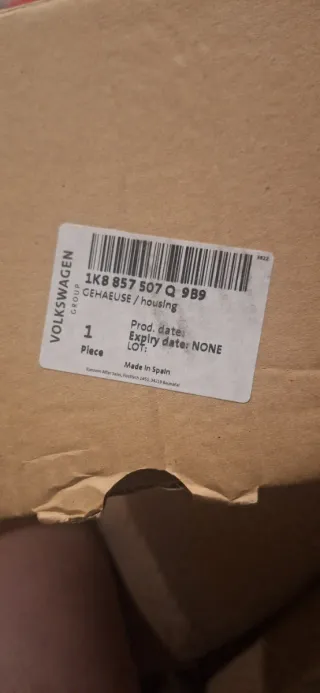 VOLKSWAGEN
GROUP
1K8 857 507 Q 9B9
GEHAEUSE / housing
1
Piece
Prod. date:
Expiry date: NONE
LOT:
Made in Spain